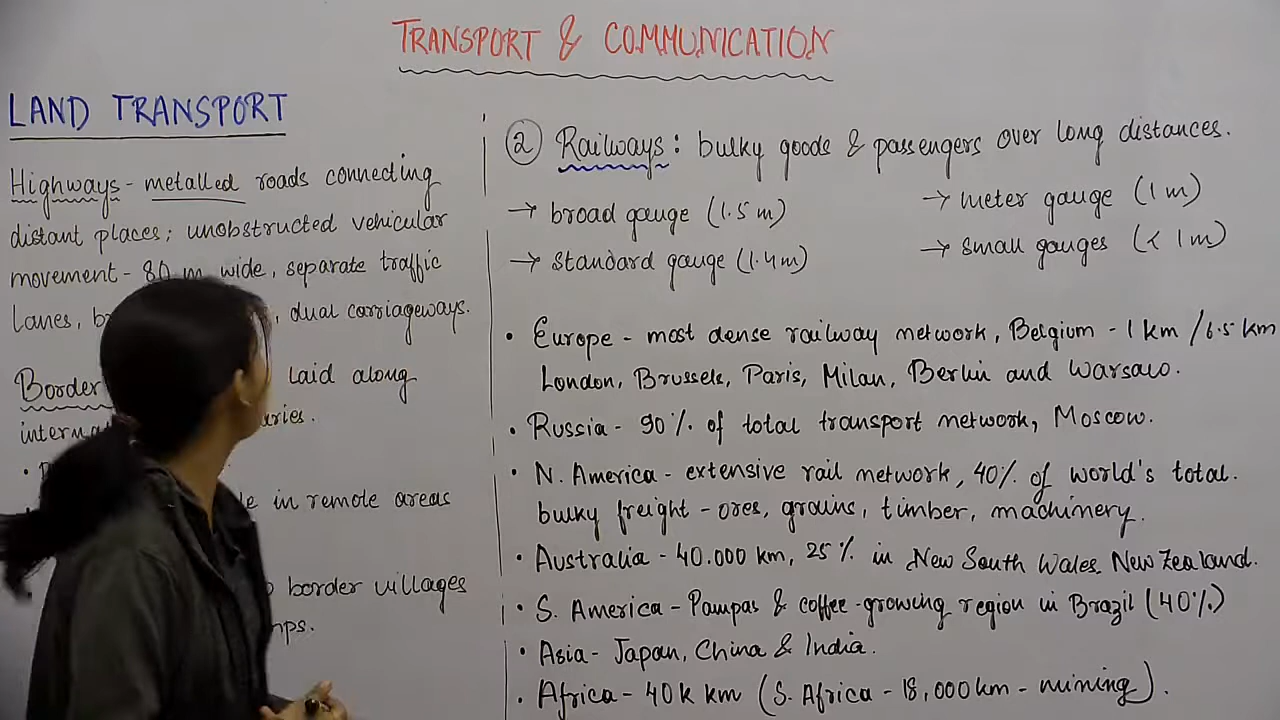 TRANSPORT & COMMUNICATION
LAND TRANSPORT
Highways - metalled roads connecting
distant places; unobstructed vehicular
movement - 80 m wide, separate traffic
lanes, , dual carriageways.
Border laid along
in remote areas
border villages
② Railways: bulky goods & passengers over long distances.
→ broad gauge (1.5 m) → meter gauge (1 m)
→ standard gauge (1.4m) → small gauges (< 1m)
• Europe - most dense railway network, Belgium - 1 km / 6.5 km
London, Brussels, Paris, Milan, Berlin and Warsaw.
• Russia - 90% of total transport network, Moscow.
• N. America - extensive rail network, 40% of world's total.
bulky freight - ores, grains, timber, machinery.
• Australia - 40.000 km, 25% in New South Wales. New Zealand.
• S. America - Pampas & coffee-growing region in Brazil (40%)
• Asia - Japan, China & India.
• Africa - 40k km (S. Africa - 18,000 km - mining).